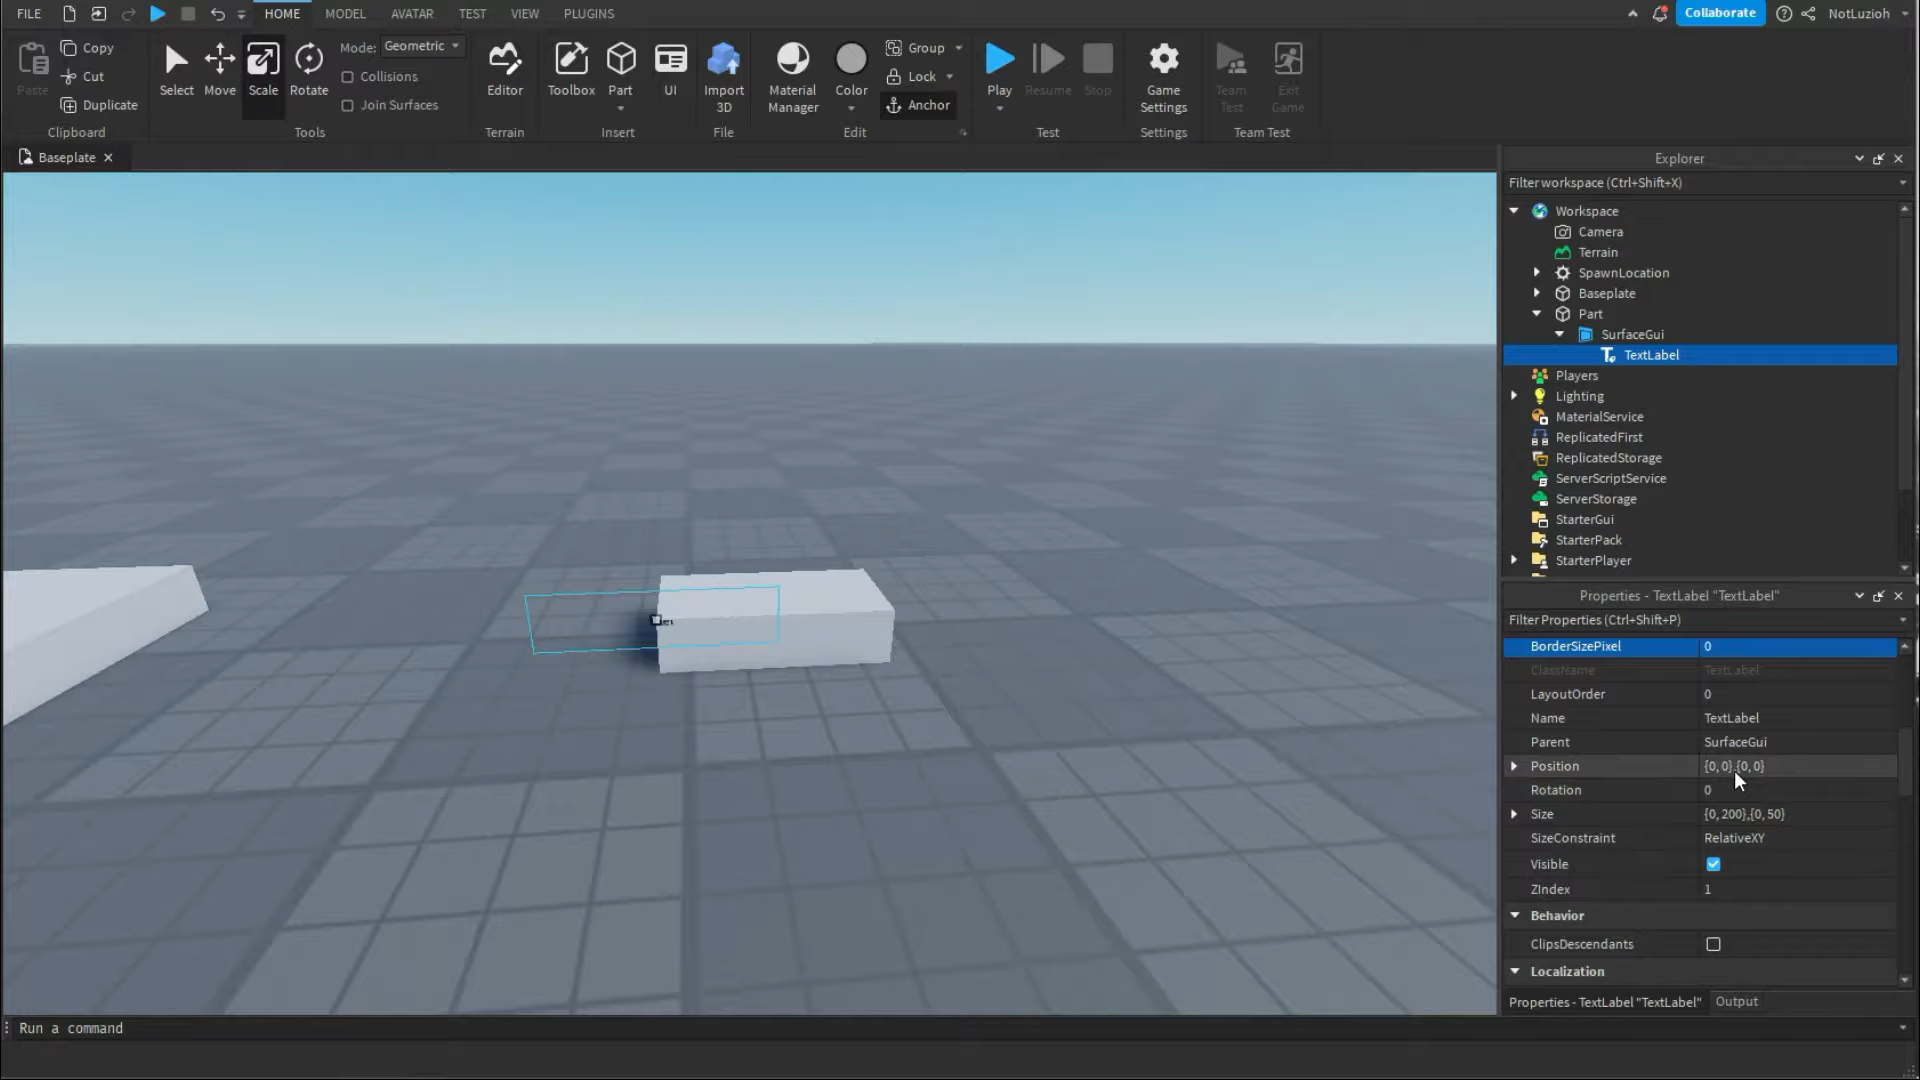 FILE HOME MODEL AVATAR TEST VIEW PLUGINS Collaborate NotLuzioh
Paste Copy Cut Duplicate Clipboard
Select Move Scale Rotate Mode: Geometric Collisions Join Surfaces Tools
Editor Terrain
Toolbox Part UI Insert
Import 3D File
Material Manager Color Group Lock Anchor Edit
Play Resume Stop Test
Game Settings Settings
Team Test Exit Game Team Test
Baseplate
Explorer
Filter workspace (Ctrl+Shift+X)
Workspace
Camera
Terrain
SpawnLocation
Baseplate
Part
SurfaceGui
TextLabel
Players
Lighting
MaterialService
ReplicatedFirst
ReplicatedStorage
ServerScriptService
ServerStorage
StarterGui
StarterPack
StarterPlayer
Properties - TextLabel "TextLabel"
Filter Properties (Ctrl+Shift+P)
BorderSizePixel 0
ClassName TextLabel
LayoutOrder 0
Name TextLabel
Parent SurfaceGui
Position {0, 0},{0, 0}
Rotation 0
Size {0, 200},{0, 50}
SizeConstraint RelativeXY
Visible
ZIndex 1
Behavior
ClipsDescendants
Localization
Properties - TextLabel "TextLabel" Output
Run a command